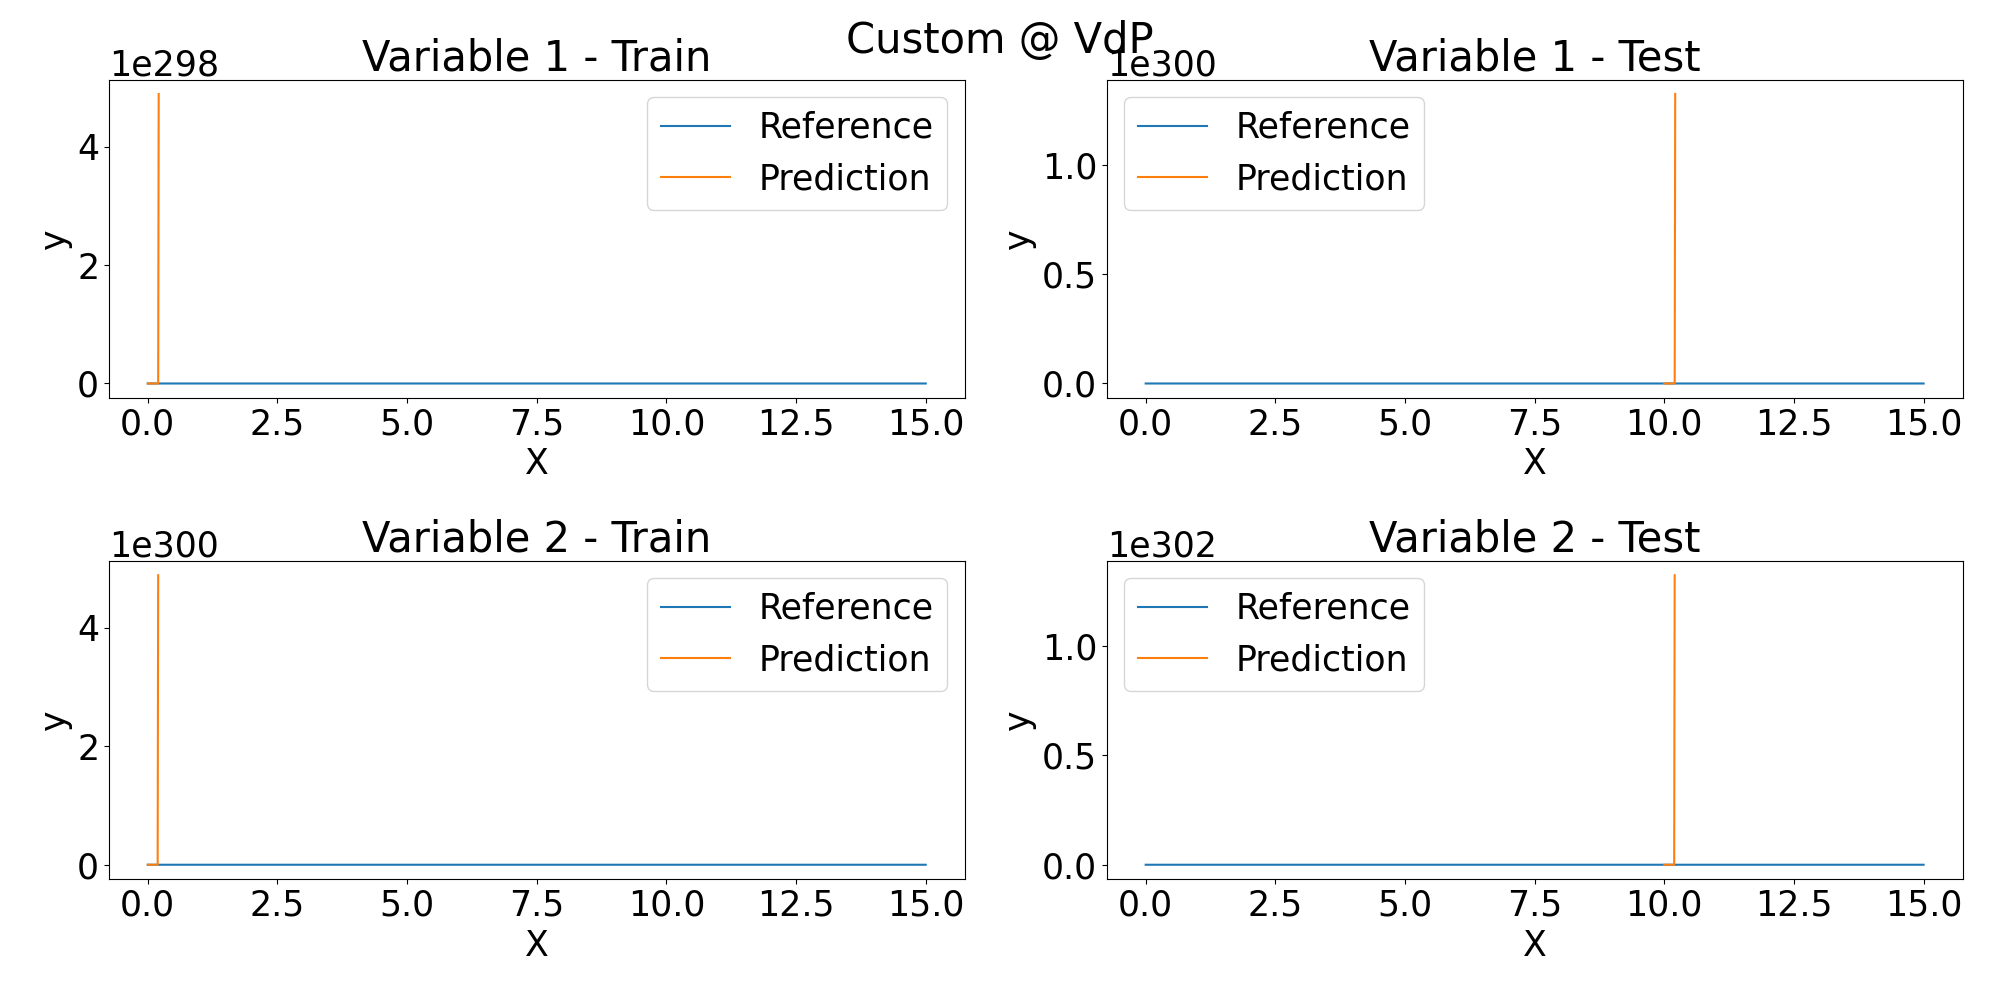 Custom @ VdP
Variable 1 - Train
1e298
Reference
Prediction
y
4
2
0
0.0 2.5 5.0 7.5 10.0 12.5 15.0
X
Variable 1 - Test
1e300
Reference
Prediction
y
1.0
0.5
0.0
0.0 2.5 5.0 7.5 10.0 12.5 15.0
X
Variable 2 - Train
1e300
Reference
Prediction
y
4
2
0
0.0 2.5 5.0 7.5 10.0 12.5 15.0
X
Variable 2 - Test
1e302
Reference
Prediction
y
1.0
0.5
0.0
0.0 2.5 5.0 7.5 10.0 12.5 15.0
X